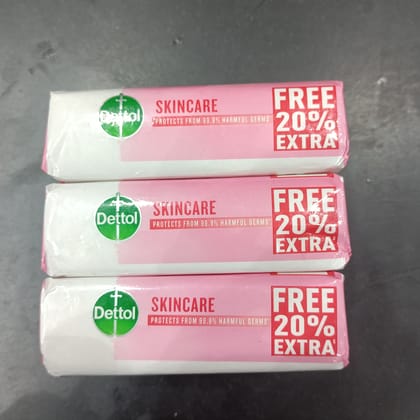 Dettol
SKINCARE
PROTECTS FROM 99.9% HARMFUL GERMS
FREE
20%
EXTRA
Dettol
SKINCARE
PROTECTS FROM 99.9% HARMFUL GERMS
FREE
20%
EXTRA
Dettol
SKINCARE
PROTECTS FROM 99.9% HARMFUL GERMS
FREE
20%
EXTRA